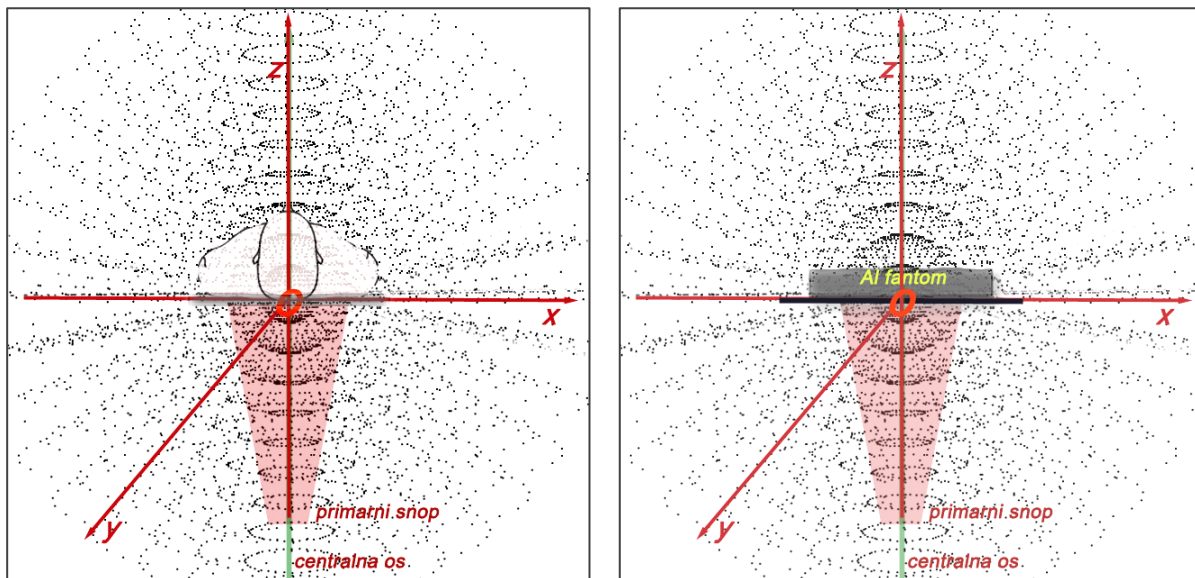 z
O
x
y
primarni snop
centralna os
z
Al fantom
O
x
y
primarni snop
centralna os